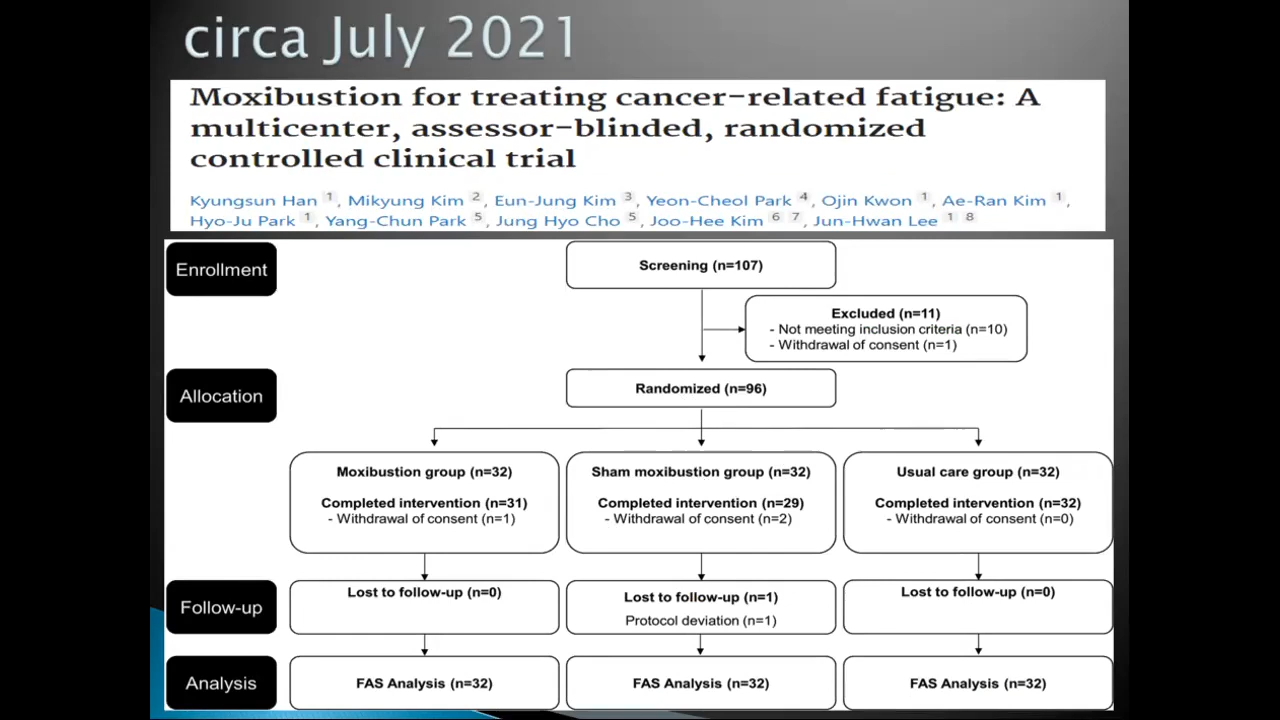 circa July 2021
Moxibustion for treating cancer-related fatigue: A
multicenter, assessor-blinded, randomized
controlled clinical trial
Kyungsun Han 1, Mikyung Kim 2, Eun-Jung Kim 3, Yeon-Cheol Park 4, Ojin Kwon 1, Ae-Ran Kim 1,
Hyo-Ju Park 1, Yang-Chun Park 5, Jung Hyo Cho 5, Joo-Hee Kim 6 7, Jun-Hwan Lee 1 8
Enrollment
Screening (n=107)
Excluded (n=11)
- Not meeting inclusion criteria (n=10)
- Withdrawal of consent (n=1)
Allocation
Randomized (n=96)
Moxibustion group (n=32)
Completed intervention (n=31)
- Withdrawal of consent (n=1)
Sham moxibustion group (n=32)
Completed intervention (n=29)
- Withdrawal of consent (n=2)
Usual care group (n=32)
Completed intervention (n=32)
- Withdrawal of consent (n=0)
Follow-up
Lost to follow-up (n=0)
Lost to follow-up (n=1)
Protocol deviation (n=1)
Lost to follow-up (n=0)
Analysis
FAS Analysis (n=32)
FAS Analysis (n=32)
FAS Analysis (n=32)